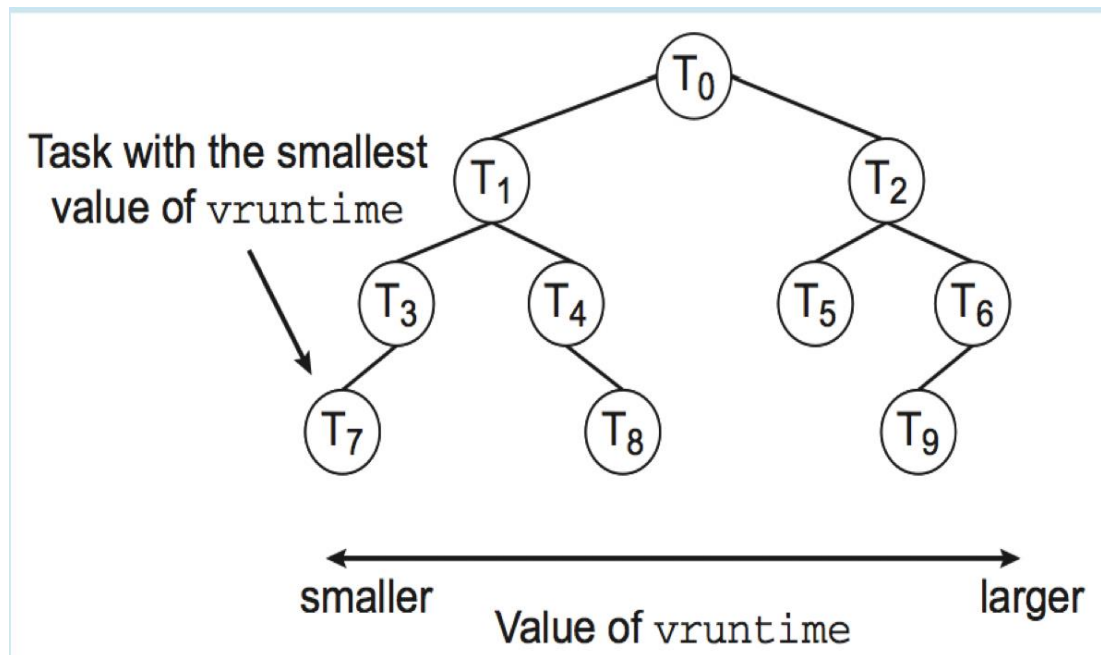 T0
Task with the smallest
value of vruntime
T1
T2
T3
T4
T5
T6
T7
T8
T9
smaller
larger
Value of vruntime